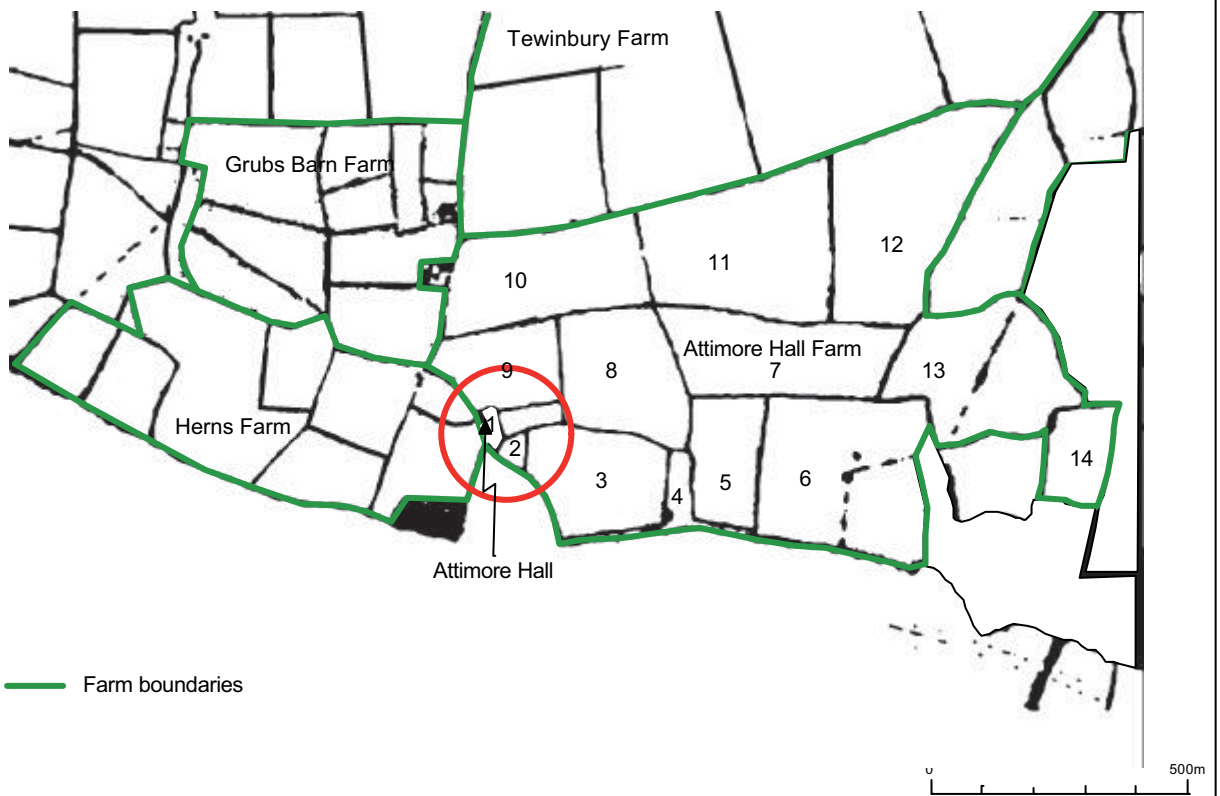 Tewinbury Farm
Grubs Barn Farm
12
11
10
Attimore Hall Farm
9
8
7
13
Herns Farm
1
2
14
3
4
5
6
Attimore Hall
Farm boundaries
0
500m